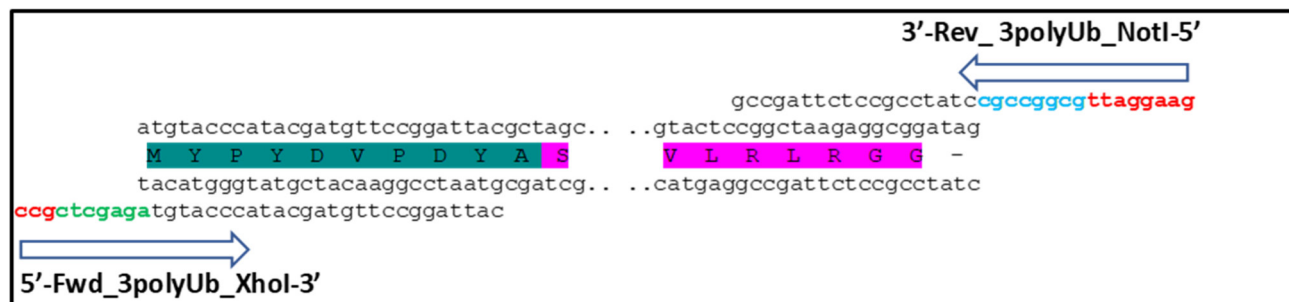 3’-Rev_ 3polyUb_NotI-5’
gccgattctccgcctatccgccggcgttaggaag
atgtacccatacgatgttccggattacgctagc.. ..gtactccggctaagaggcggatag
M Y P Y D V P D Y A S V L R L R G G –
tacatgggtatgctacaaggcctaatgcgatcg... ..catgaggccgattctccgcctatc
ccgctcgagatgtacccatacgatgttccggattac
5’-Fwd_3polyUb_XhoI-3’